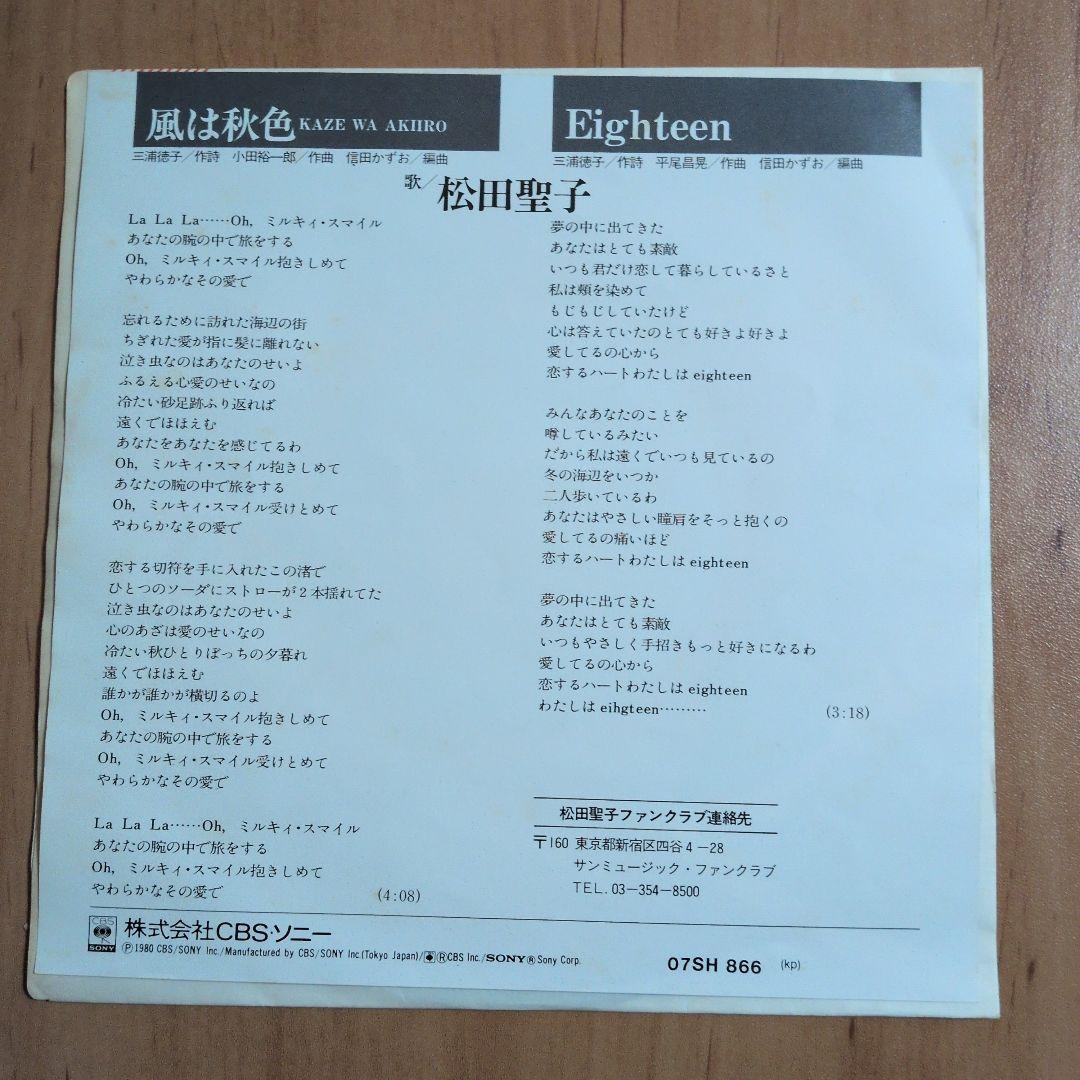 風は秋色 KAZE WA AKIIRO
三浦徳子/作詩 小田裕一郎/作曲 信田かずお/編曲
Eighteen
三浦徳子/作詩 平尾昌晃/作曲 信田かずお/編曲
歌/松田聖子
La La La……Oh, ミルキィ・スマイル
あなたの腕の中で旅をする
Oh, ミルキィ・スマイル抱きしめて
やわらかなその愛で
忘れるために訪れた海辺の街
ちぎれた愛が指に髪に離れない
泣き虫なのはあなたのせいよ
ふるえる心愛のせいなの
冷たい砂足跡ふり返れば
遠くでほほえむ
あなたをあなたを感じてるわ
Oh, ミルキィ・スマイル抱きしめて
あなたの腕の中で旅をする
Oh, ミルキィ・スマイル受けとめて
やわらかなその愛で
恋する切符を手に入れたこの渚で
ひとつのソーダにストローが2本揺れてた
泣き虫なのはあなたのせいよ
心のあざは愛のせいなの
冷たい秋ひとりぼっちの夕暮れ
遠くでほほえむ
誰かが誰かが横切るのよ
Oh, ミルキィ・スマイル抱きしめて
あなたの腕の中で旅をする
Oh, ミルキィ・スマイル受けとめて
やわらかなその愛で
La La La……Oh, ミルキィ・スマイル
あなたの腕の中で旅をする
Oh, ミルキィ・スマイル抱きしめて
やわらかなその愛で
(4:08)
夢の中に出てきた
あなたはとても素敵
いつも君だけ恋して暮らしているさと
私は頬を染めて
もじもじしていたけど
心は答えていたのとても好きよ好きよ
愛してるの心から
恋するハートわたしはeighteen
みんなあなたのことを
噂しているみたい
だから私は遠くでいつも見ているの
冬の海辺をいつか
二人歩いているわ
あなたはやさしい瞳肩をそっと抱くの
愛してるの痛いほど
恋するハートわたしはeighteen
夢の中に出てきた
あなたはとても素敵
いつもやさしく手招きもっと好きになるわ
愛してるの心から
恋するハートわたしはeighteen
わたしはeihgteen………
(3:18)
松田聖子ファンクラブ連絡先
〒160 東京都新宿区四谷4-28
サンミュージック・ファンクラブ
TEL. 03-354-8500
CBS
SONY
株式会社CBS・ソニー
Ⓟ1980 CBS/SONY Inc./Manufactured by CBS/SONY Inc.(Tokyo Japan)/ⓇCBS Inc./SONYⓇSony Corp.
07SH 866 (kp)